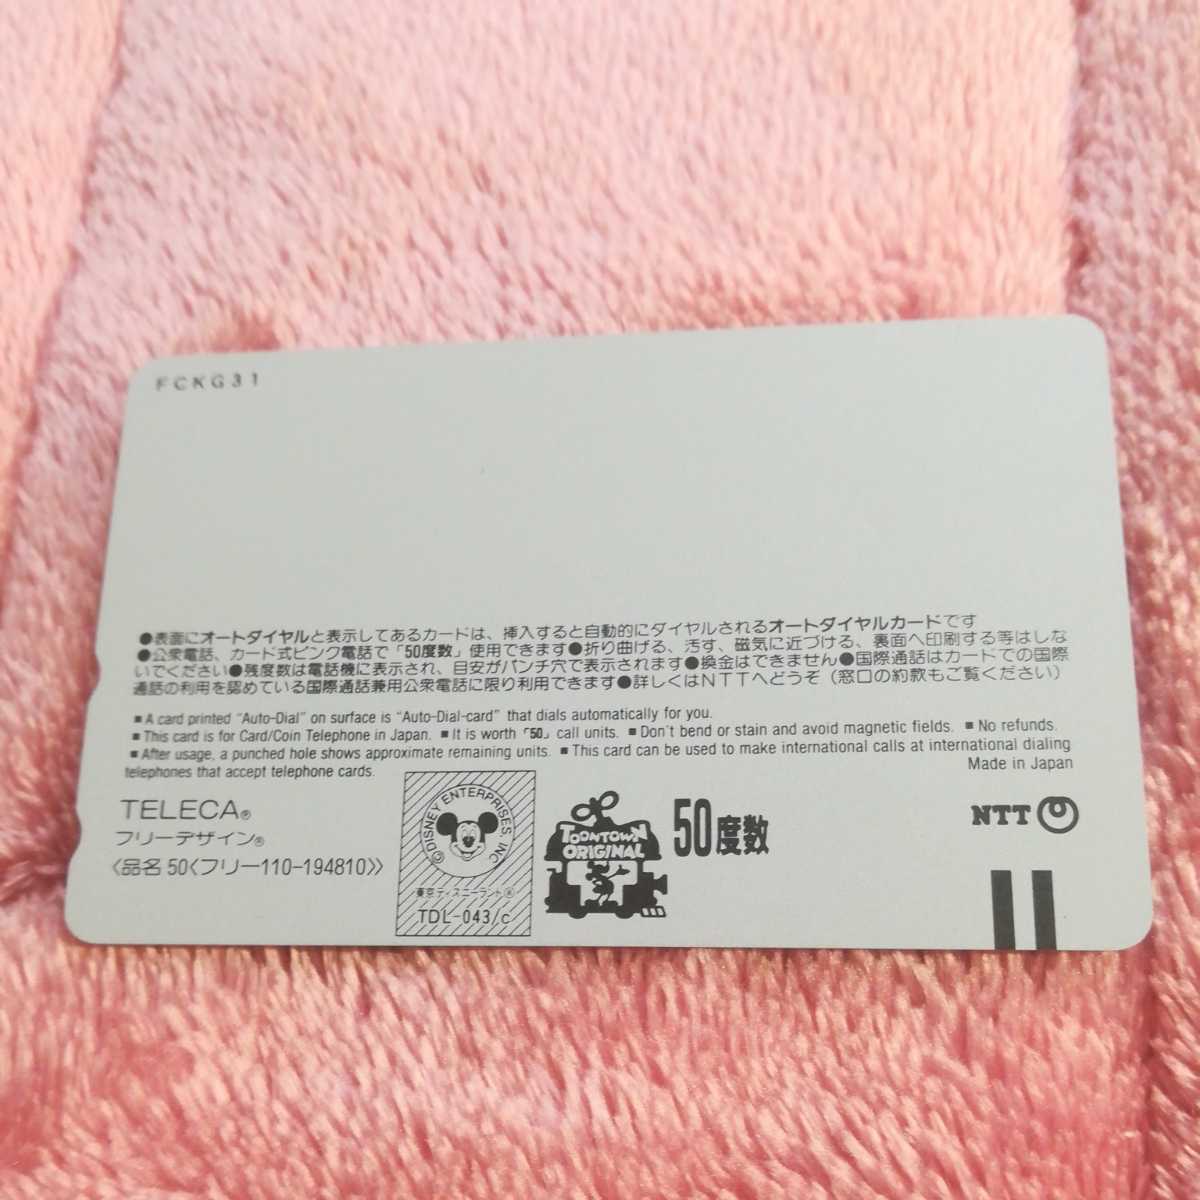 FCKG31
●表面にオートダイヤルと表示してあるカードは、挿入すると自動的にダイヤルされるオートダイヤルカードです
●公衆電話、カード式ピンク電話で「50度数」使用できます●折り曲げる、汚す、磁気に近づける、裏面へ印刷する等はしな
いでください●残度数は電話機に表示され、目安がパンチ穴で表示されます●換金はできません●国際通話はカードでの国際
通話の利用を認めている国際通話兼用公衆電話に限り利用できます●詳しくはNTTへどうぞ（窓口の約款もご覧ください）
■ A card printed “Auto-Dial” on surface is “Auto-Dial-card” that dials automatically for you.
■ This card is for Card/Coin Telephone in Japan. ■ It is worth「50」call units. ■ Don't bend or stain and avoid magnetic fields. ■ No refunds.
■ After usage, a punched hole shows approximate remaining units. ■ This card can be used to make international calls at international dialing
telephones that accept telephone cards.
Made in Japan
TELECA®
フリーデザイン®
〈品名 50〈フリー110-194810〉〉
©DISNEY ENTERPRISES, INC
東京ディズニーランド®
TDL-043/c
TOONTOWN
ORIGINAL
50度数
NTT